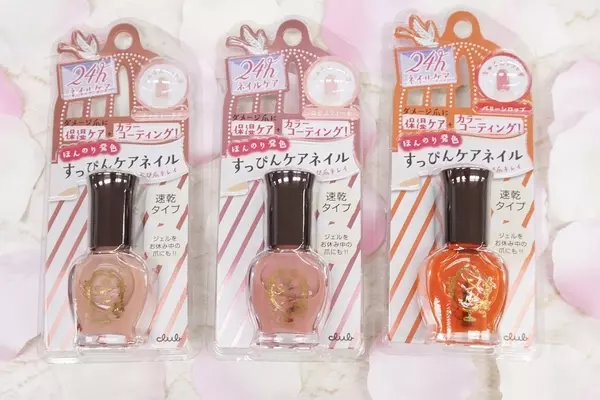 24h
ネイルケア
ダメージ爪に
保湿ケア+カラーコーティング!
ほんのり発色
すっぴんケアネイル
速乾
タイプ
ジェルを
お休み中の
爪にも!!
club
24h
ネイルケア
ダメージ爪に
保湿ケア+カラーコーティング!
ほんのり発色
すっぴんケアネイル
速乾
タイプ
ジェルを
お休み中の
爪にも!!
club
24h
ネイルケア
ベリーシロップ
ダメージ爪に
保湿ケア+カラーコーティング!
ほんのり発色
すっぴんケアネイル
速乾
タイプ
ジェルを
お休み中の
爪にも!!
club